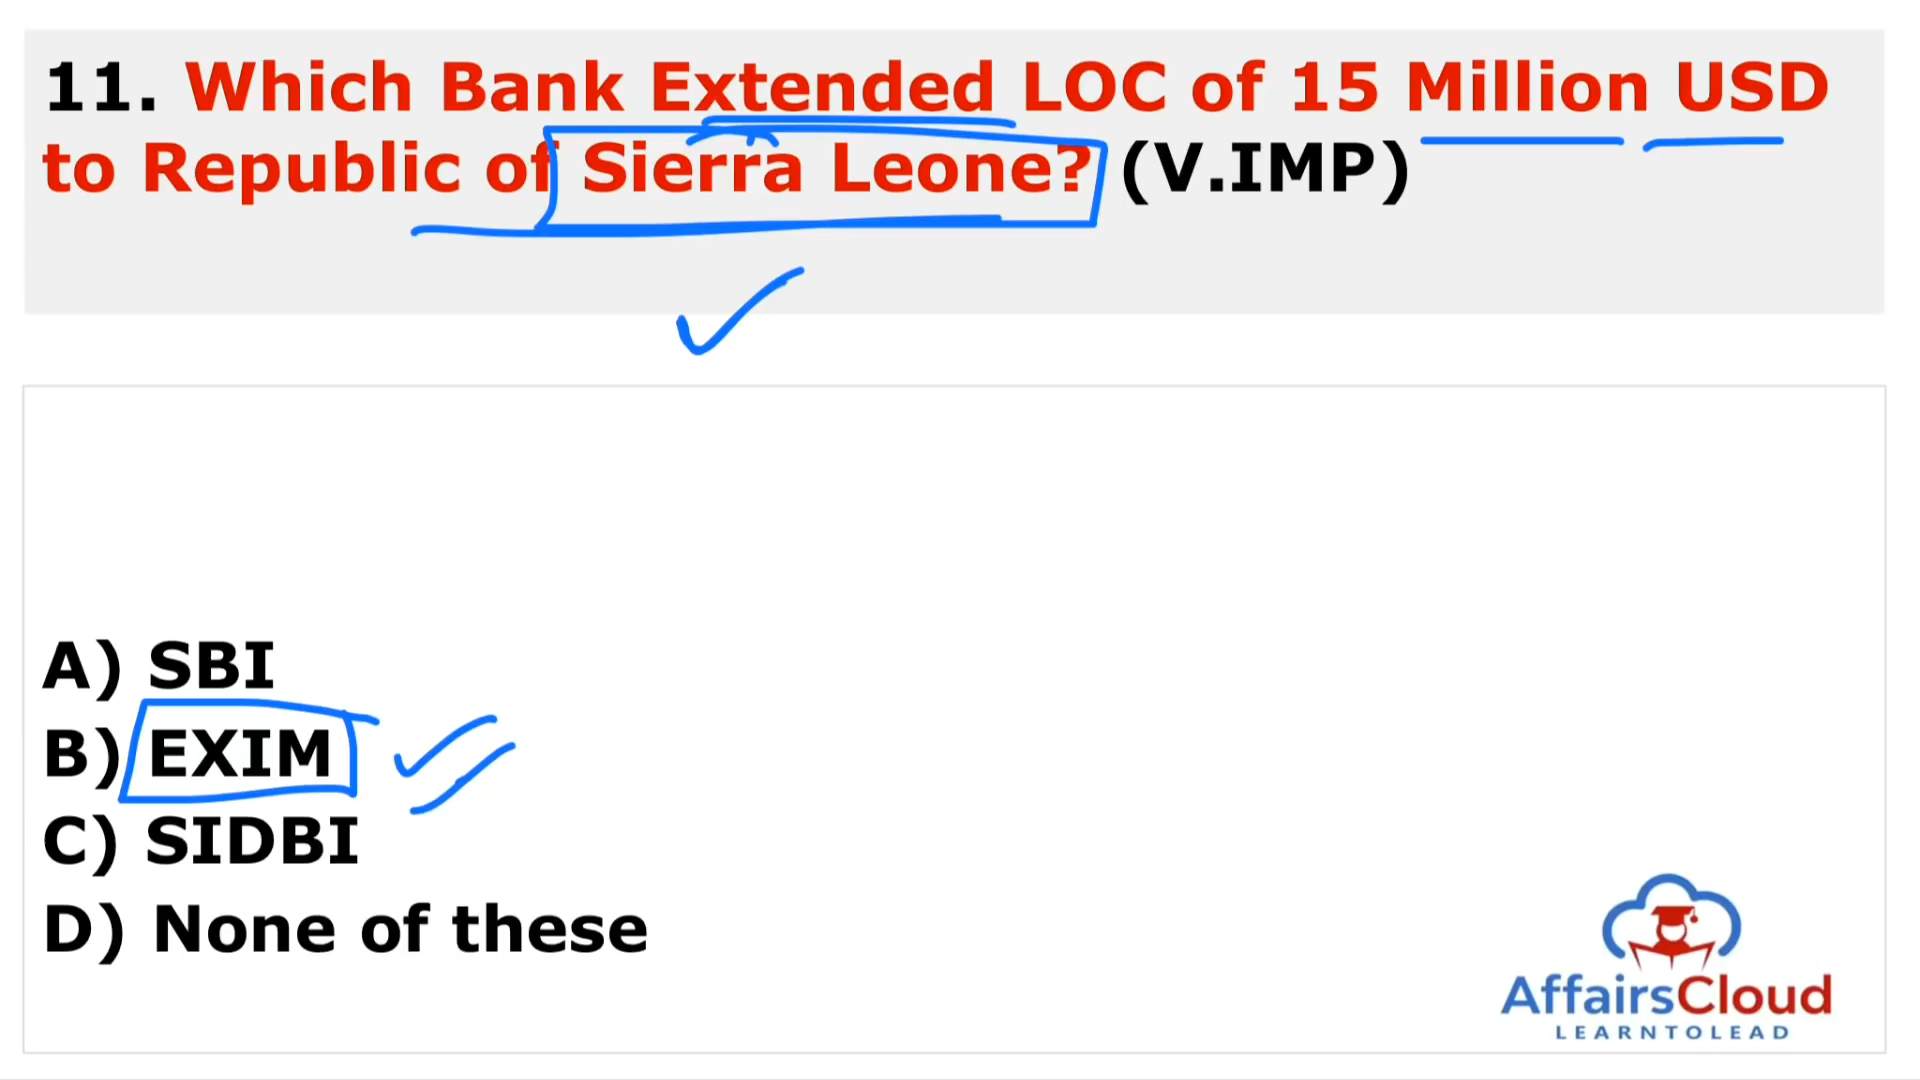 11. Which Bank Extended LOC of 15 Million USD
to Republic of Sierra Leone? (V.IMP)
A) SBI
B) EXIM
C) SIDBI
D) None of these
AffairsCloud
LEARNTOLEAD